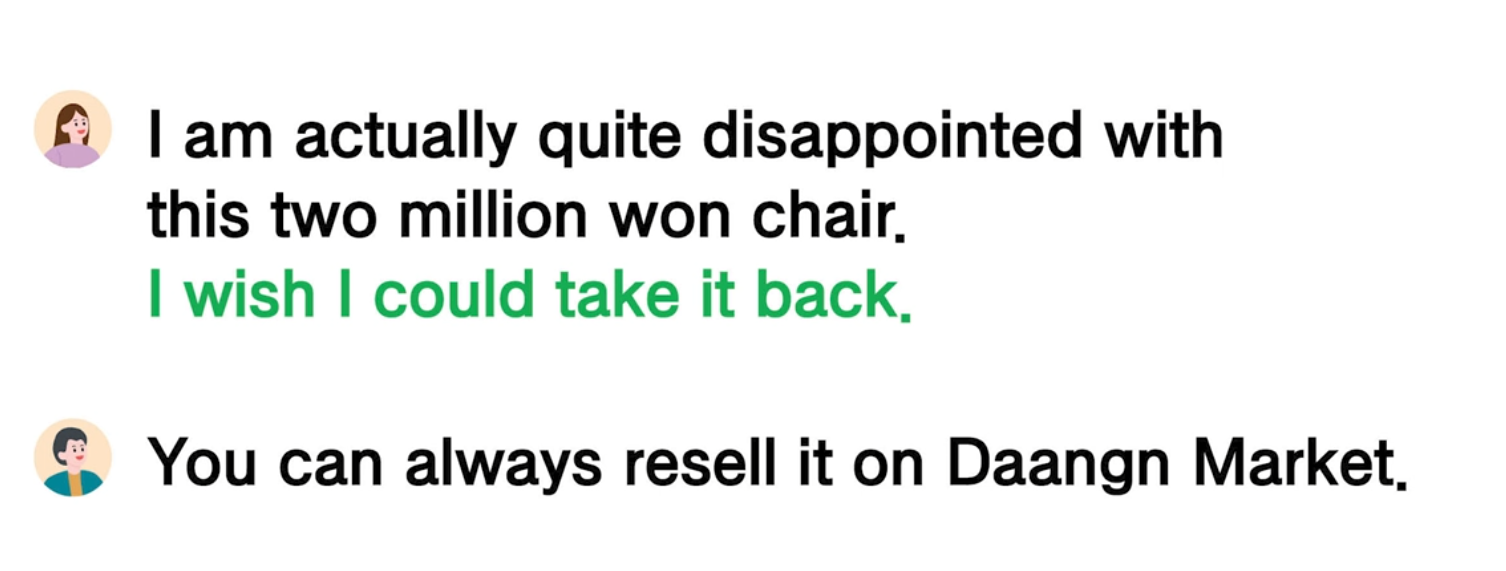 I am actually quite disappointed with
this two million won chair.
I wish I could take it back.
You can always resell it on Daangn Market.